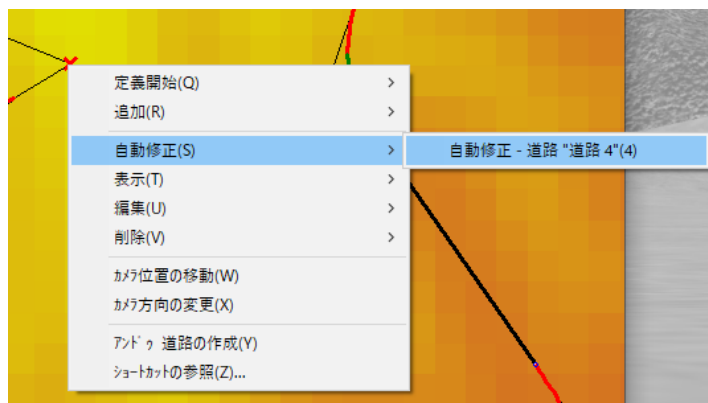 定義開始(Q)
追加(R)
自動修正(S)
自動修正 - 道路 "道路 4"(4)
表示(T)
編集(U)
削除(V)
ｶﾒﾗ位置の移動(W)
ｶﾒﾗ方向の変更(X)
ｱﾝﾄﾞｩ 道路の作成(Y)
ｼｮｰﾄｶｯﾄの参照(Z)...